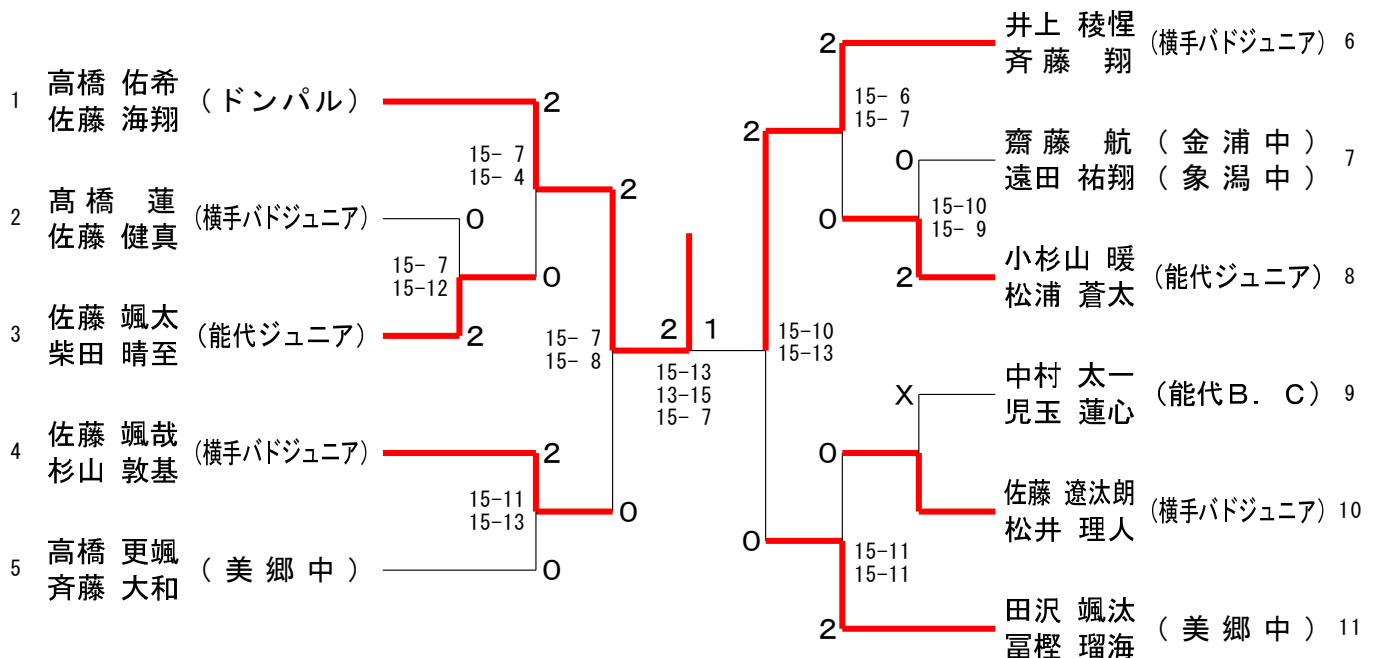 1 高橋 佑希 (ドンパル)
佐藤 海翔
2 髙橋 蓮 (横手バドジュニア)
佐藤 健真
3 佐藤 颯太 (能代ジュニア)
柴田 晴至
4 佐藤 颯哉 (横手バドジュニア)
杉山 敦基
5 高橋 更颯 (美郷中)
斉藤 大和
2
15- 7
15- 4
0
15- 7
15-12
0
2
2
15- 7
15- 8
2
15-11
15-13
0
0
2 1
15-13
13-15
15- 7
2
15-10
15-13
0
2
15- 6
15- 7
0
0
15-10
15- 9
2
X
0
15-11
15-11
2
井上 稜惺 (横手バドジュニア) 6
斉藤 翔
齋藤 航 (金浦中) 7
遠田 祐翔 (象潟中)
小杉山 暖 (能代ジュニア) 8
松浦 蒼太
中村 太一 (能代B. C) 9
児玉 蓮心
佐藤 遼汰朗 (横手バドジュニア) 10
松井 理人
田沢 颯汰 (美郷中) 11
冨樫 瑠海